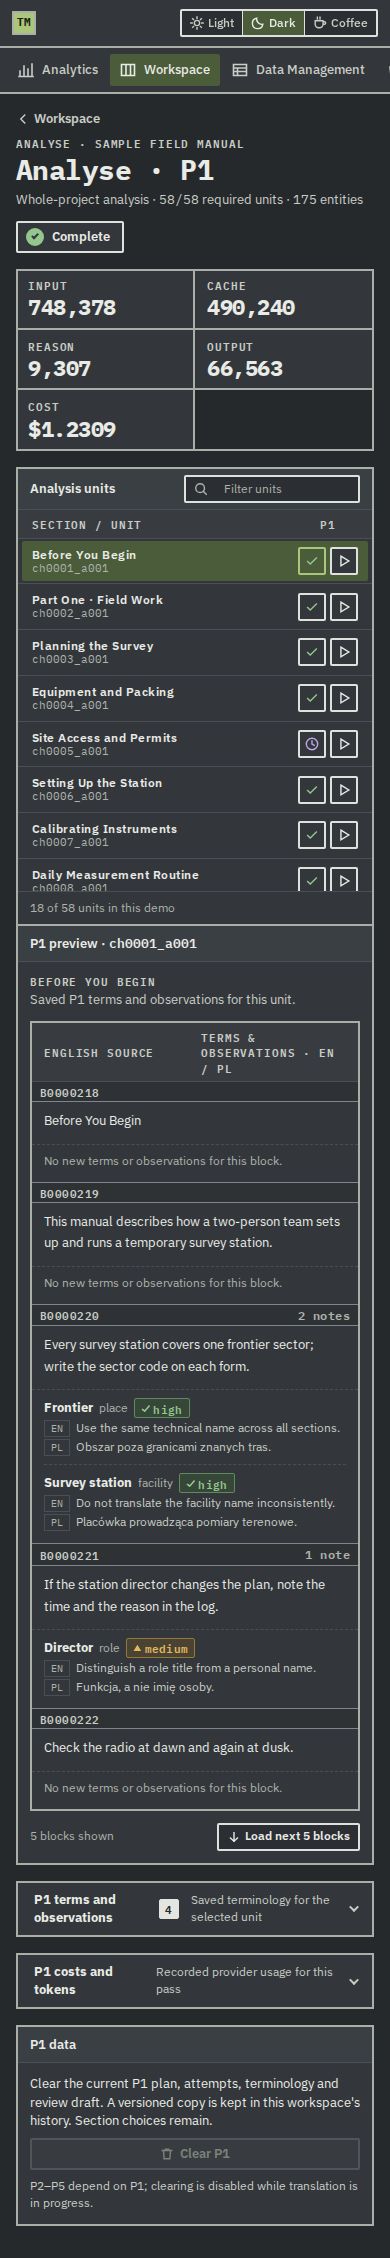 TM
Light Dark Coffee
Analytics Workspace Data Management
Workspace
ANALYSE · SAMPLE FIELD MANUAL
Analyse · P1
Whole-project analysis · 58/58 required units · 175 entities
Complete
INPUT CACHE
748,378 490,240
REASON OUTPUT
9,307 66,563
COST
$1.2309
Analysis units Filter units
SECTION / UNIT P1
Before You Begin
ch0001_a001
Part One · Field Work
ch0002_a001
Planning the Survey
ch0003_a001
Equipment and Packing
ch0004_a001
Site Access and Permits
ch0005_a001
Setting Up the Station
ch0006_a001
Calibrating Instruments
ch0007_a001
Daily Measurement Routine
ch0008_a001
18 of 58 units in this demo
P1 preview · ch0001_a001
BEFORE YOU BEGIN
Saved P1 terms and observations for this unit.
ENGLISH SOURCE
TERMS &
OBSERVATIONS · EN
/ PL
B0000218
Before You Begin
No new terms or observations for this block.
B0000219
This manual describes how a two-person team sets
up and runs a temporary survey station.
No new terms or observations for this block.
B0000220 2 notes
Every survey station covers one frontier sector;
write the sector code on each form.
Frontier place high
EN Use the same technical name across all sections.
PL Obszar poza granicami znanych tras.
Survey station facility high
EN Do not translate the facility name inconsistently.
PL Placówka prowadząca pomiary terenowe.
B0000221 1 note
If the station director changes the plan, note the
time and the reason in the log.
Director role medium
EN Distinguish a role title from a personal name.
PL Funkcja, a nie imię osoby.
B0000222
Check the radio at dawn and again at dusk.
No new terms or observations for this block.
5 blocks shown Load next 5 blocks
P1 terms and
observations
4
Saved terminology for the
selected unit
P1 costs and
tokens
Recorded provider usage for this
pass
P1 data
Clear the current P1 plan, attempts, terminology and
review draft. A versioned copy is kept in this workspace's
history. Section choices remain.
Clear P1
P2–P5 depend on P1; clearing is disabled while translation is
in progress.